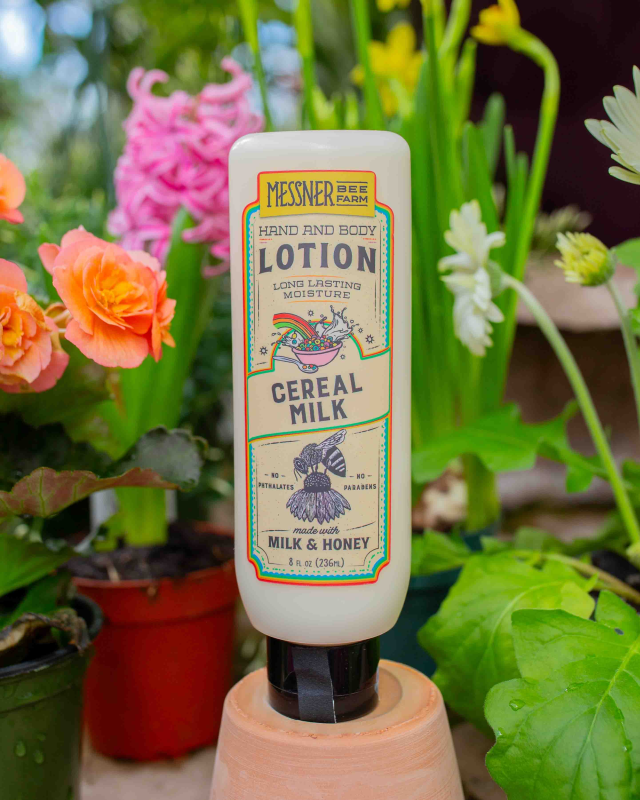 MESSNER BEE FARM
HAND AND BODY
LOTION
LONG LASTING
MOISTURE
CEREAL
MILK
NO PHTHALATES
NO PARABENS
made with
MILK & HONEY
8 FL OZ (236ML)